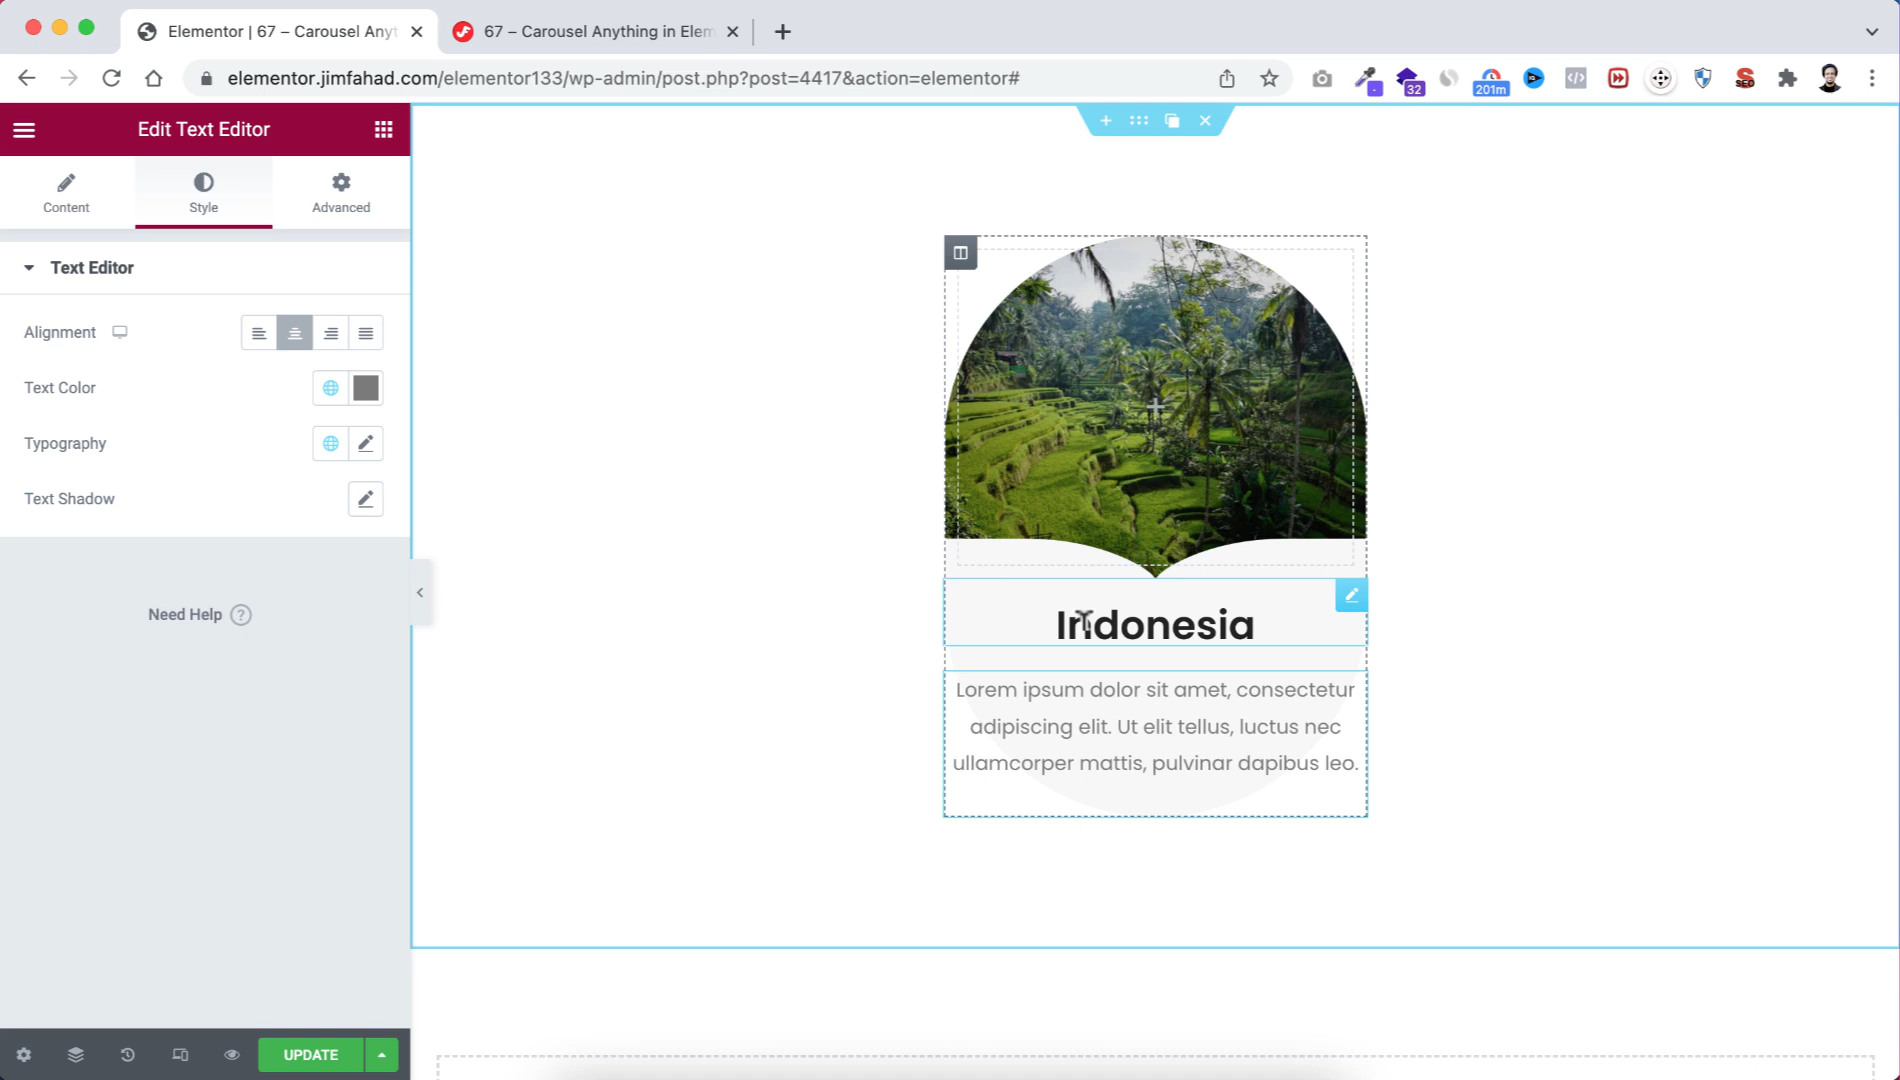 Elementor | 67 – Carousel Anyt
67 – Carousel Anything in Elem
elementor.jimfahad.com/elementor133/wp-admin/post.php?post=4417&action=elementor#
32
201m
SEO
Edit Text Editor
Content
Style
Advanced
Text Editor
Alignment
Text Color
Typography
Text Shadow
Need Help ?
UPDATE
Indonesia
Lorem ipsum dolor sit amet, consectetur
adipiscing elit. Ut elit tellus, luctus nec
ullamcorper mattis, pulvinar dapibus leo.